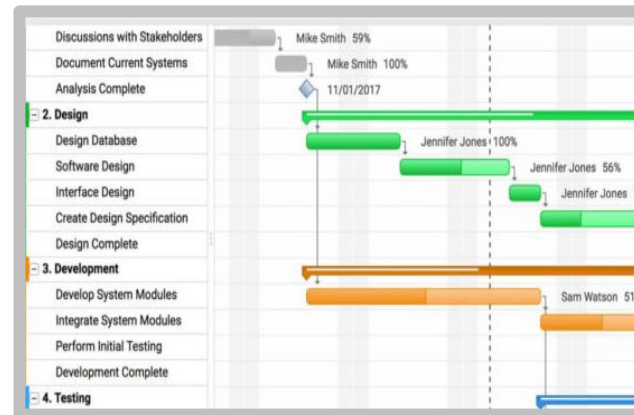 Discussions with Stakeholders Mike Smith 59%
Document Current Systems Mike Smith 100%
Analysis Complete 11/01/2017
2. Design
Design Database Jennifer Jones 100%
Software Design Jennifer Jones 56%
Interface Design Jennifer Jones
Create Design Specification
Design Complete
3. Development
Develop System Modules Sam Watson 51
Integrate System Modules
Perform Initial Testing
Development Complete
4. Testing